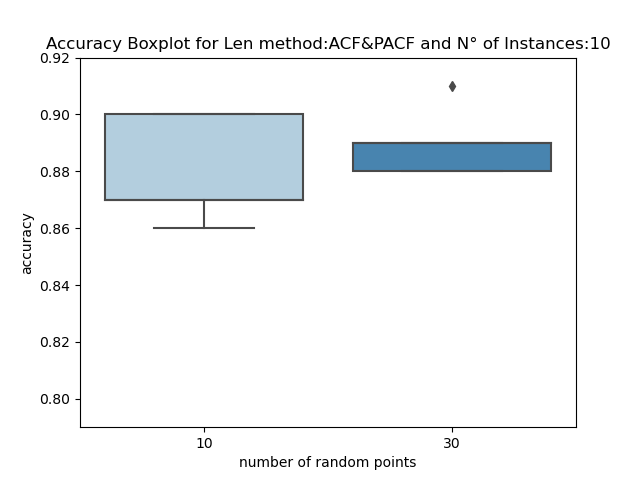 Accuracy Boxplot for Len method:ACF&PACF and N° of Instances:10
0.92
0.90
0.88
0.86
0.84
0.82
0.80
accuracy
10 30
number of random points